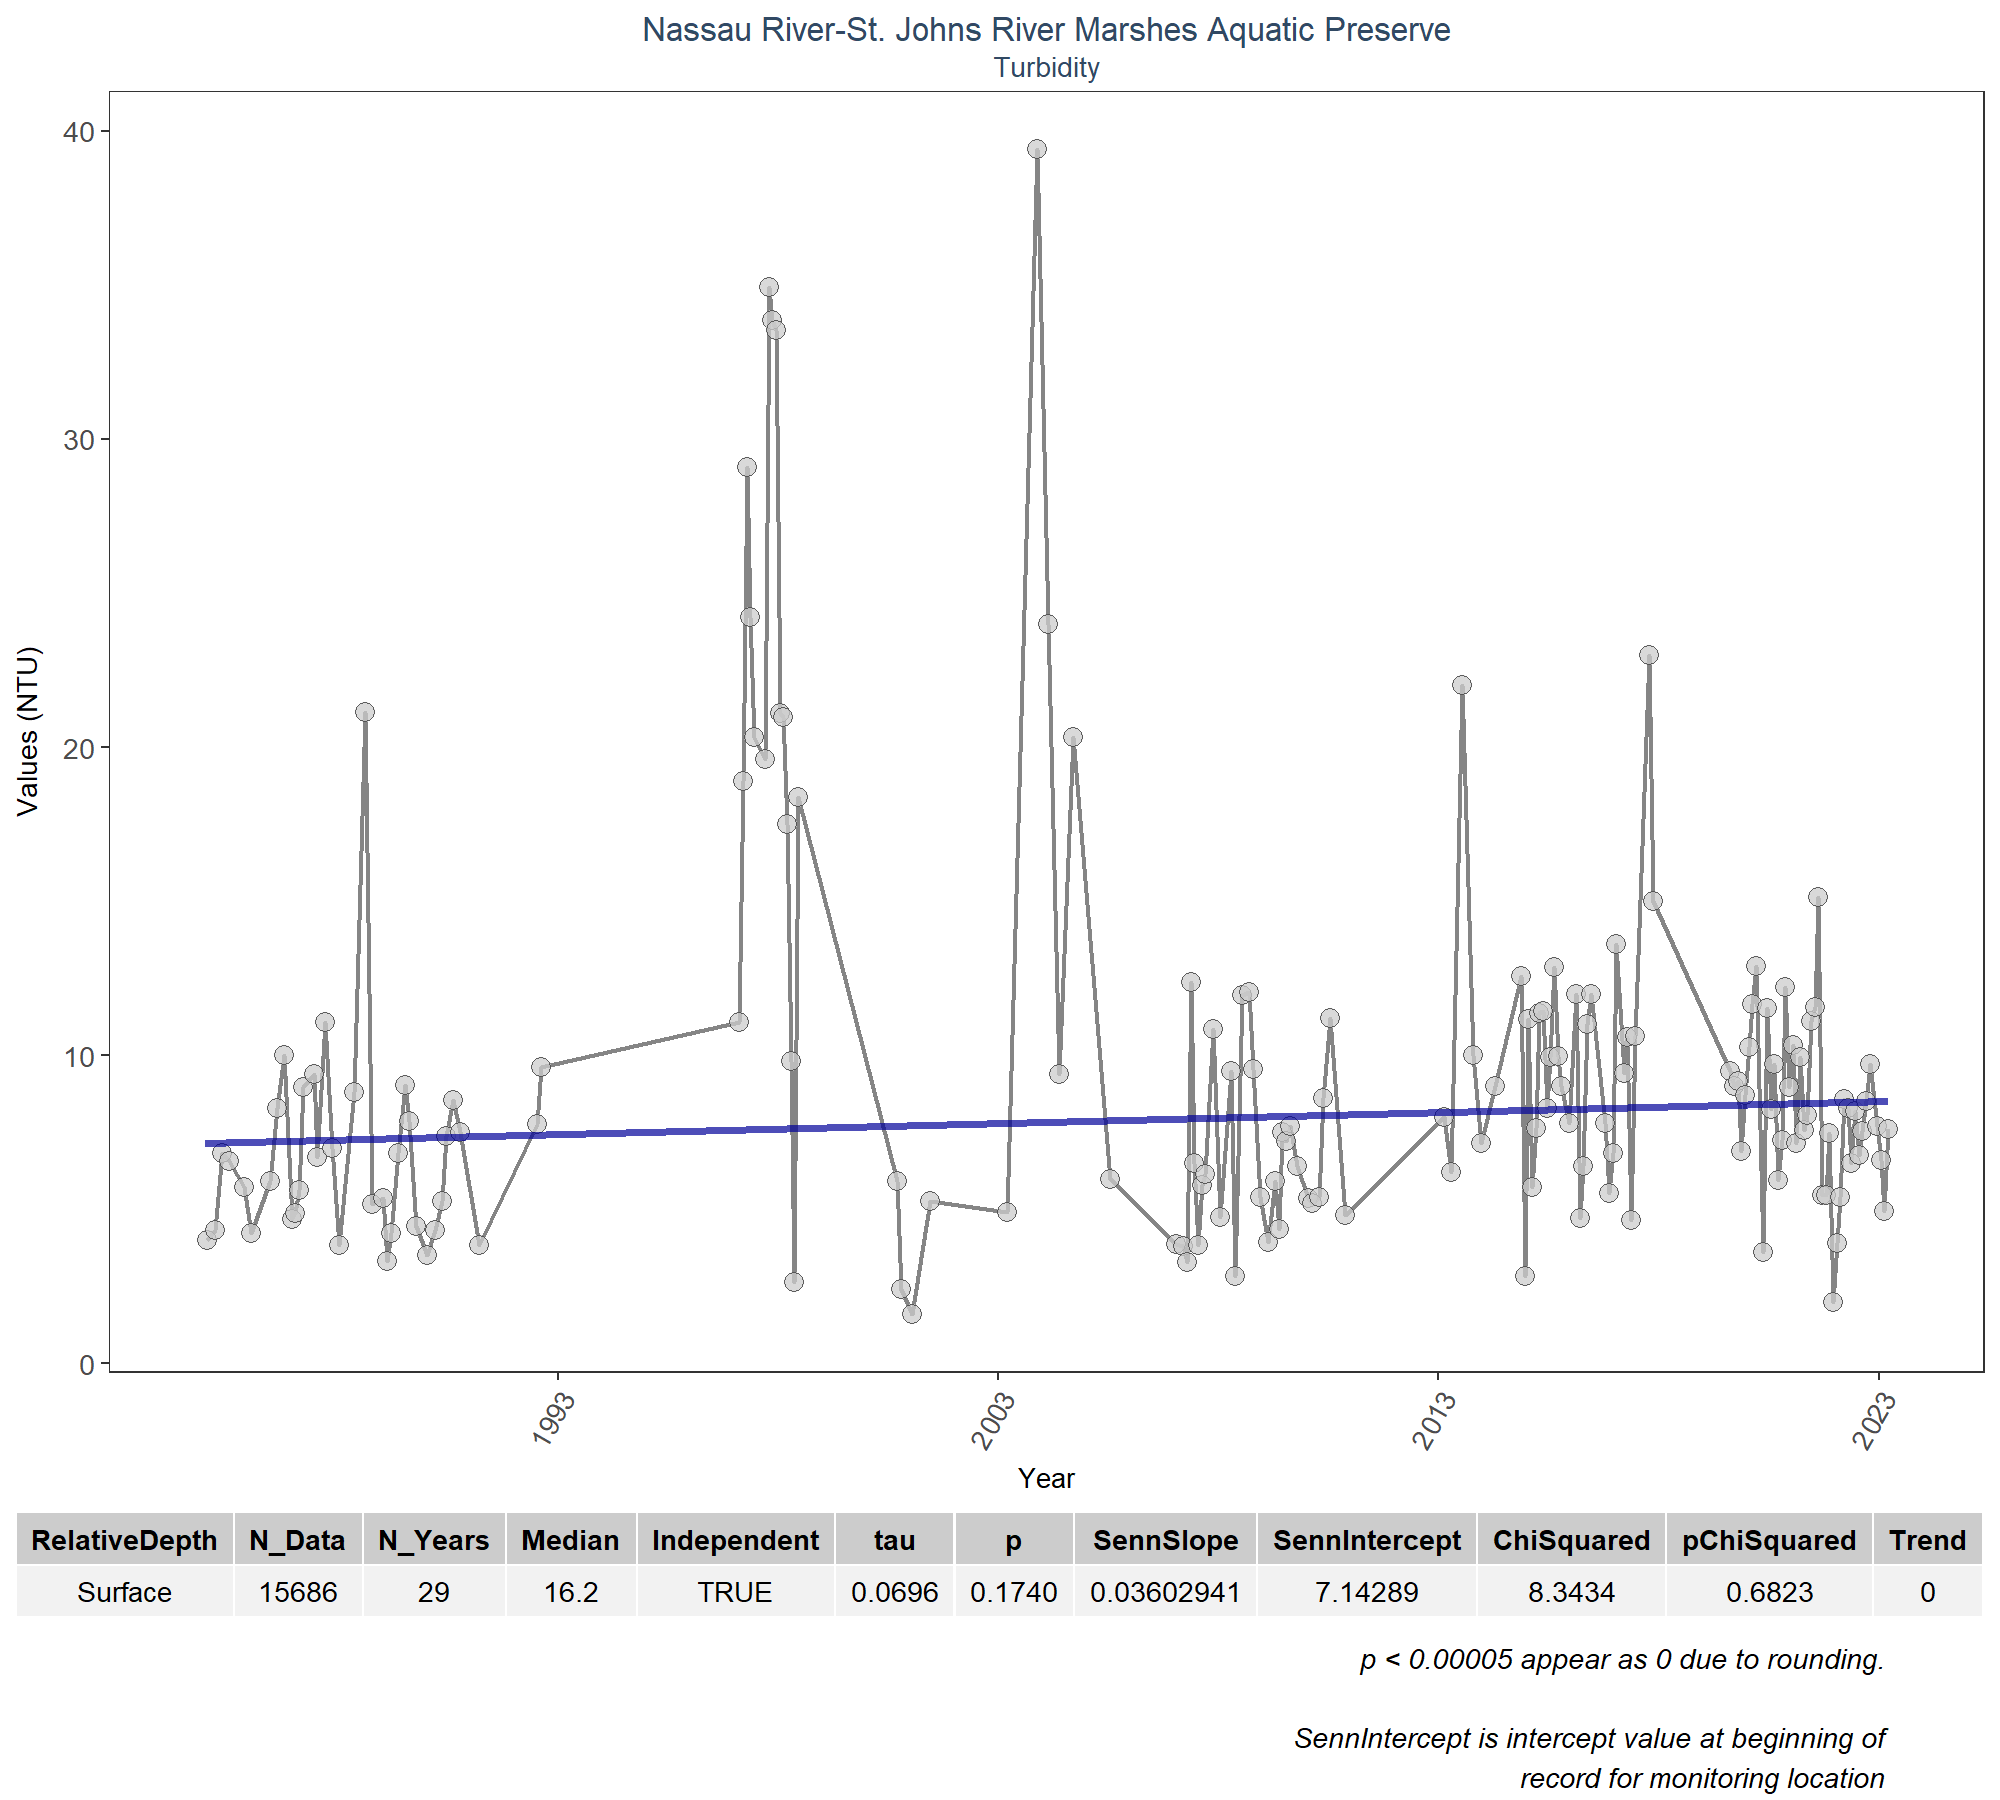 Nassau River-St. Johns River Marshes Aquatic Preserve
Turbidity
40
30
20
10
0
Values (NTU)
1993
2003
2013
2023
Year
RelativeDepth N_Data N_Years Median Independent tau p SennSlope SennIntercept ChiSquared pChiSquared Trend
Surface 15686 29 16.2 TRUE 0.0696 0.1740 0.03602941 7.14289 8.3434 0.6823 0
p < 0.00005 appear as 0 due to rounding.
SennIntercept is intercept value at beginning of
record for monitoring location